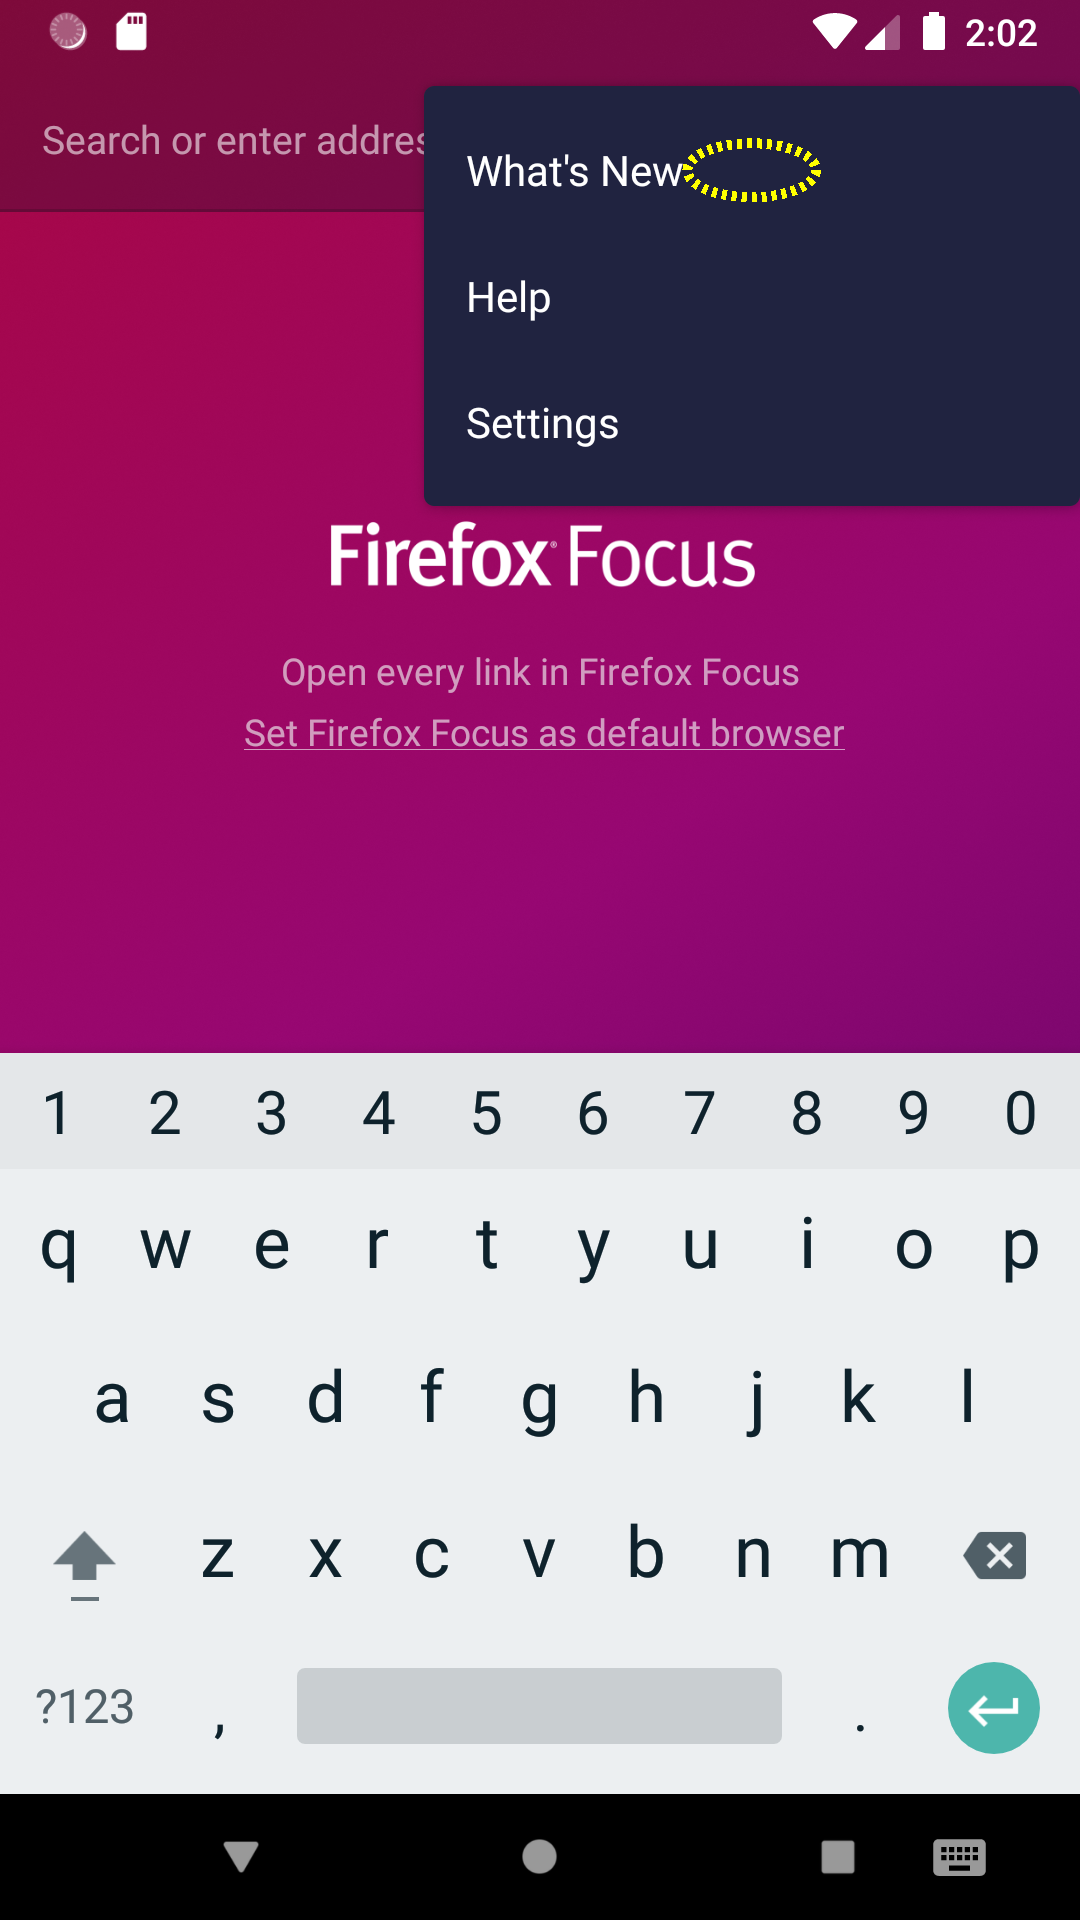 2:02
Search or enter addres
What's New
Help
Settings
Firefox Focus
Open every link in Firefox Focus
Set Firefox Focus as default browser
1 2 3 4 5 6 7 8 9 0
q w e r t y u i o p
a s d f g h j k l
z x c v b n m
?123 , .